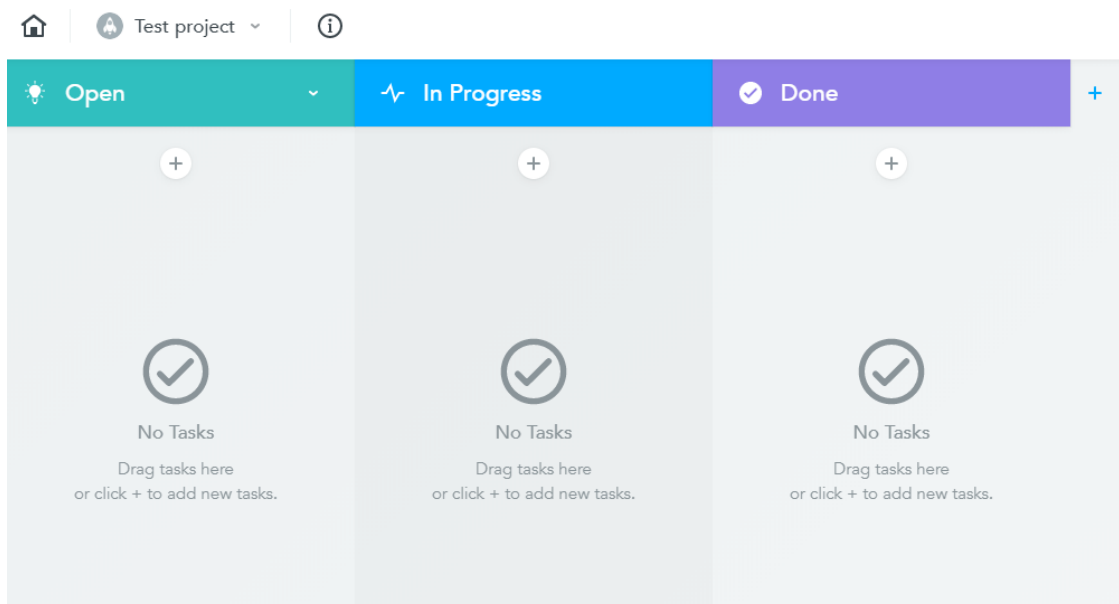 Test project
Open
In Progress
Done
No Tasks
Drag tasks here
or click + to add new tasks.
No Tasks
Drag tasks here
or click + to add new tasks.
No Tasks
Drag tasks here
or click + to add new tasks.